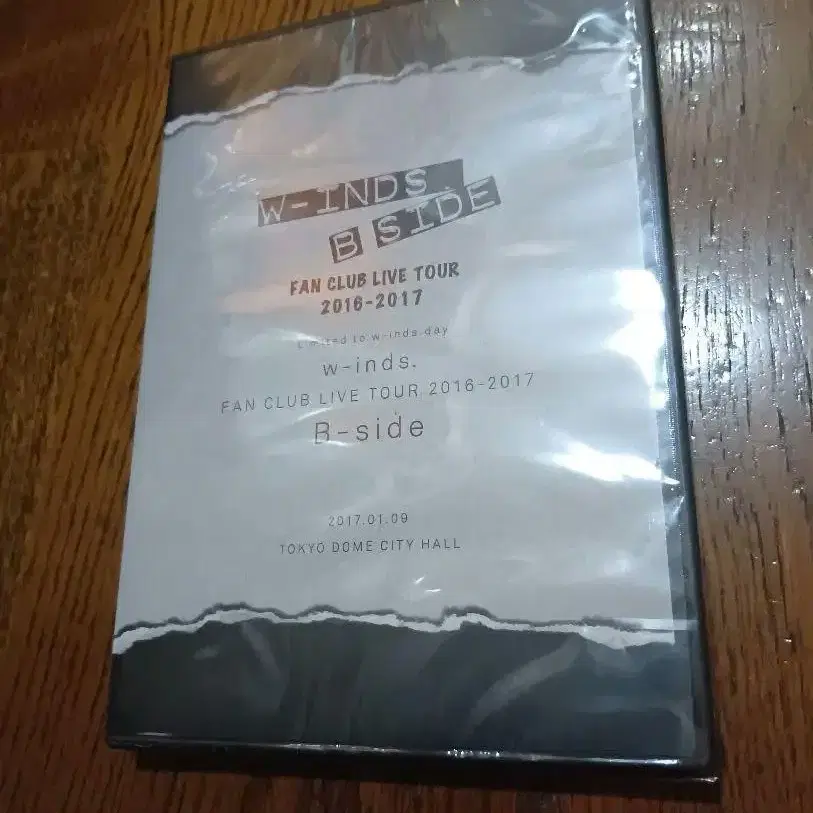 W-INDS
B SIDE
FAN CLUB LIVE TOUR
2016-2017
Limited to w-inds.day
w-inds.
FAN CLUB LIVE TOUR 2016-2017
B-side
2017.01.09
TOKYO DOME CITY HALL